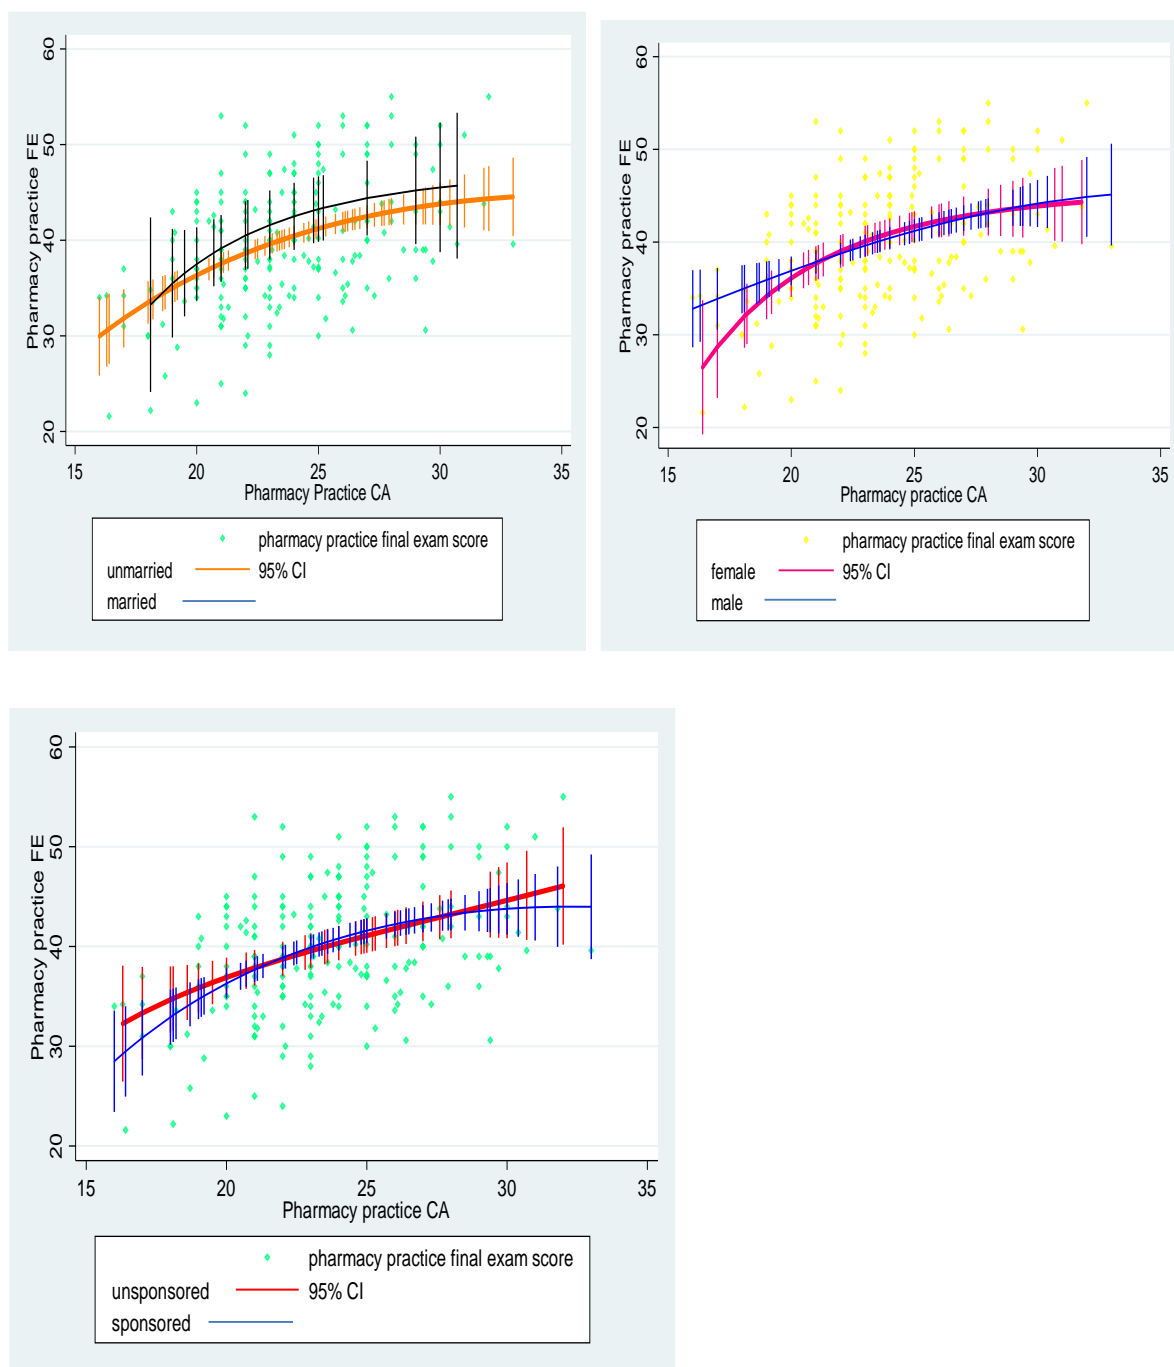 Pharmacy practice FE
60
50
40
30
20
15 20 25 30 35
Pharmacy Practice CA
pharmacy practice final exam score
unmarried 95% CI
married
Pharmacy practice FE
60
50
40
30
20
15 20 25 30 35
Pharmacy practice CA
pharmacy practice final exam score
female 95% CI
male
Pharmacy practice FE
60
50
40
30
20
15 20 25 30 35
Pharmacy practice CA
pharmacy practice final exam score
unsponsored 95% CI
sponsored